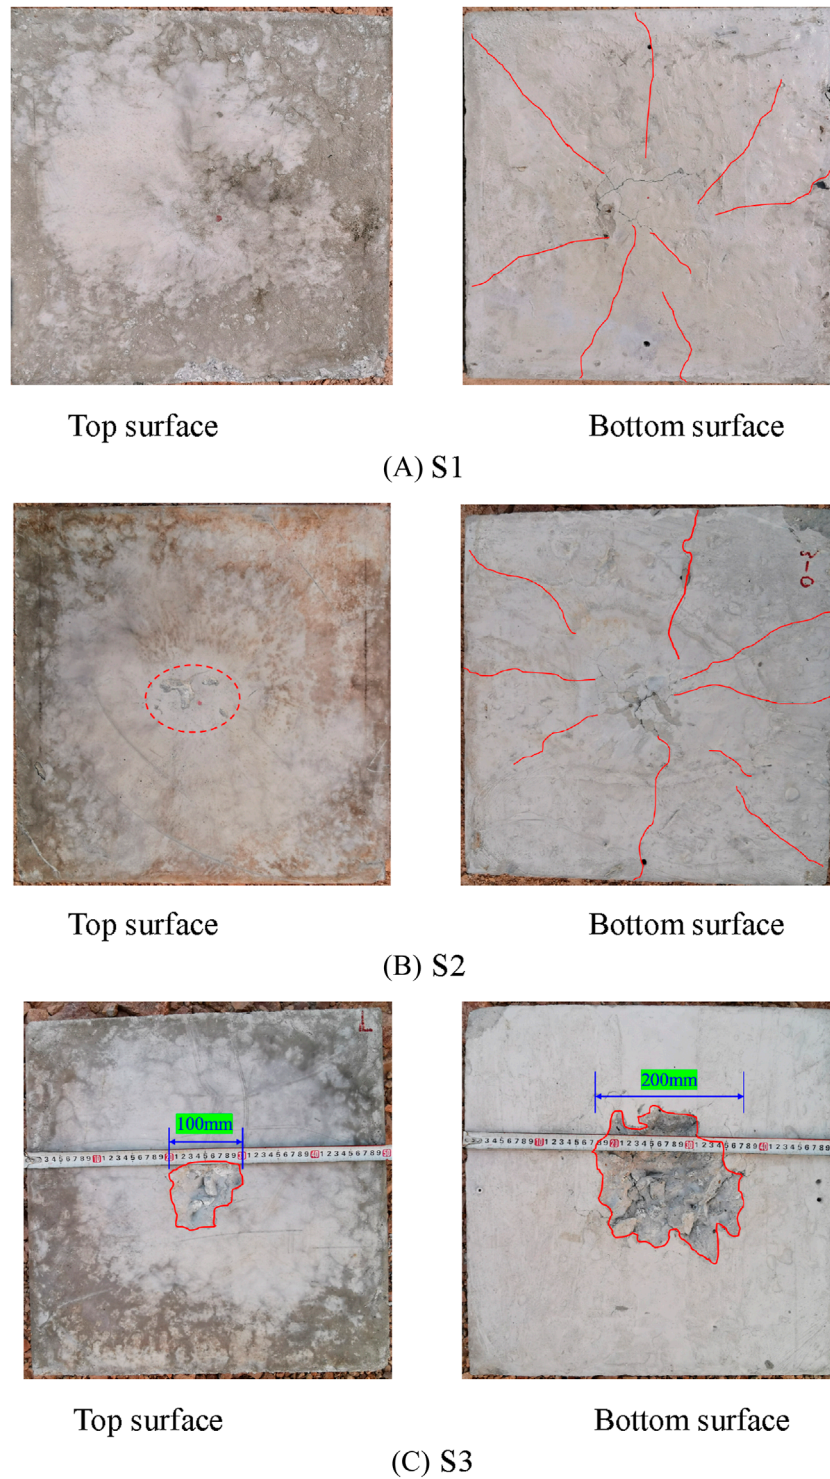 Top surface Bottom surface
(A) S1
Top surface Bottom surface
(B) S2
100mm
200mm
Top surface Bottom surface
(C) S3